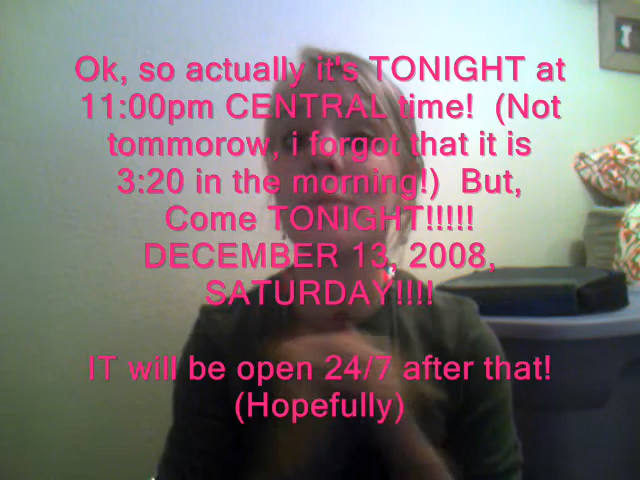 Ok, so actually it's TONIGHT at
11:00pm CENTRAL time!  (Not
tommorow, i forgot that it is
3:20 in the morning!)  But,
Come TONIGHT!!!!!
DECEMBER 13, 2008,
SATURDAY!!!!
IT will be open 24/7 after that!
(Hopefully)